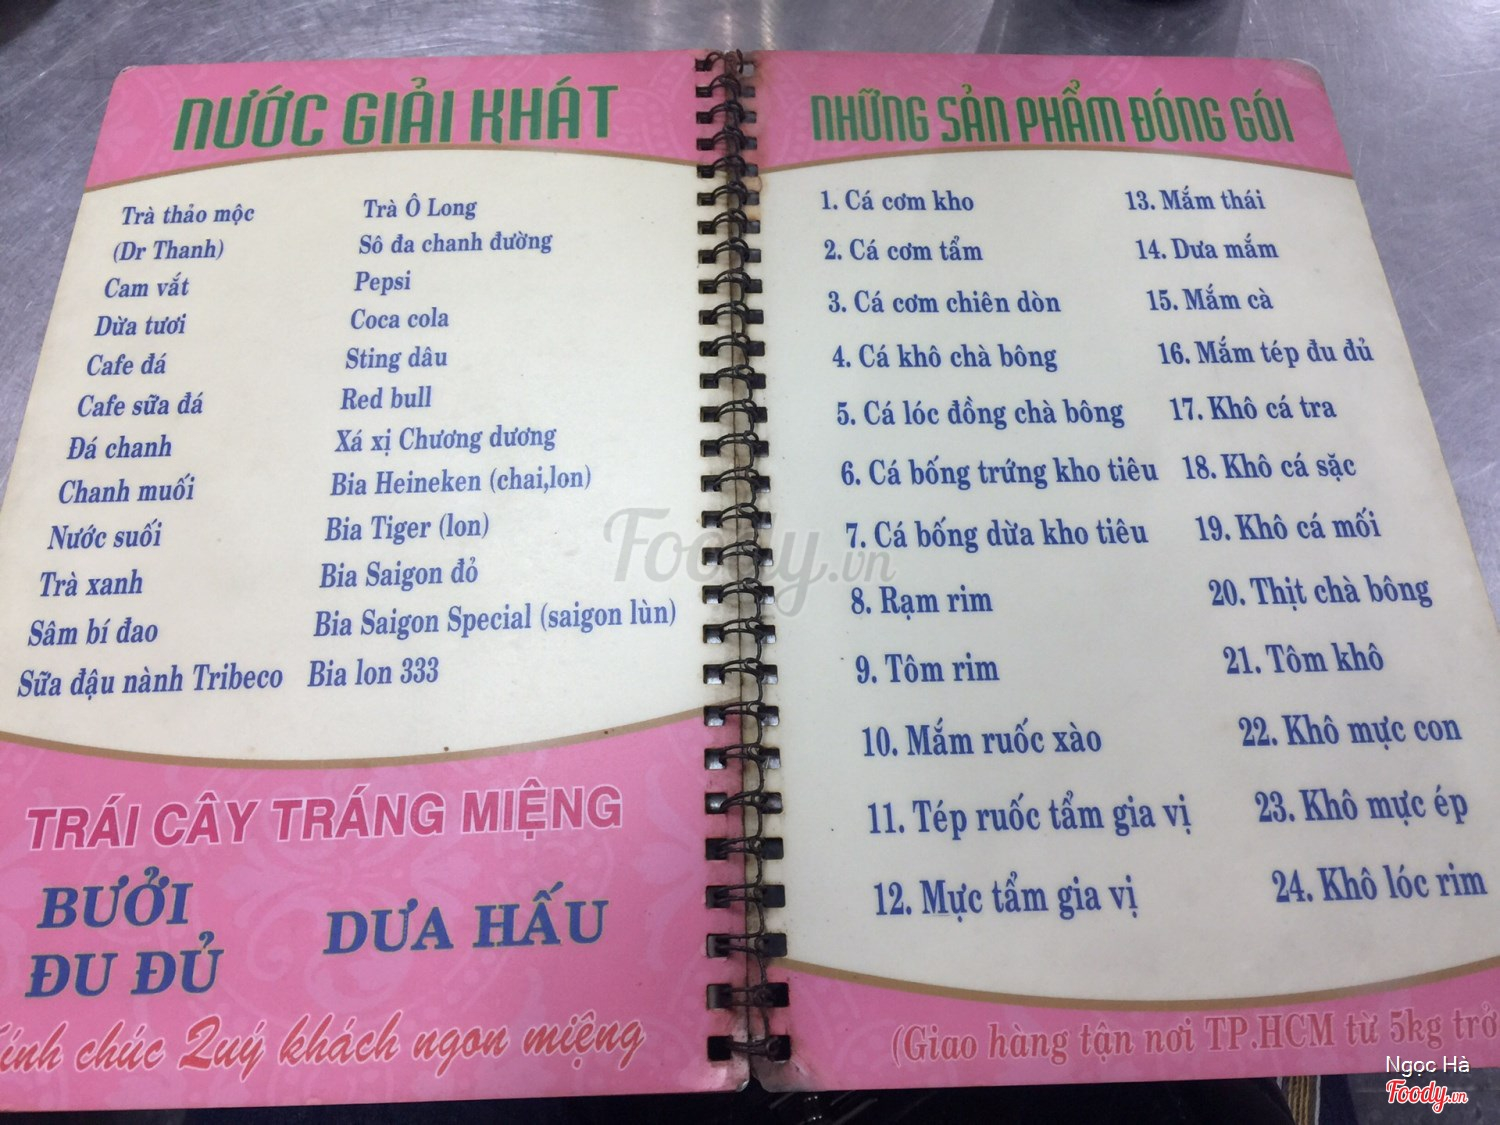 NƯỚC GIẢI KHÁT
Trà thảo mộc
(Dr Thanh)
Cam vắt
Dừa tươi
Cafe đá
Cafe sữa đá
Đá chanh
Chanh muối
Nước suối
Trà xanh
Sâm bí đao
Sữa đậu nành Tribeco
Trà Ô Long
Sô đa chanh đường
Pepsi
Coca cola
Sting dâu
Red bull
Xá xị Chương dương
Bia Heineken (chai,lon)
Bia Tiger (lon)
Bia Saigon đỏ
Bia Saigon Special (saigon lùn)
Bia lon 333
TRÁI CÂY TRÁNG MIỆNG
BƯỞI
ĐU ĐỦ
DƯA HẤU
chúc Quý khách ngon miệng
NHỮNG SẢN PHẨM ĐÓNG GÓI
1. Cá cơm kho
2. Cá cơm tẩm
3. Cá cơm chiên dòn
4. Cá khô chà bông
5. Cá lóc đồng chà bông
6. Cá bống trứng kho tiêu
7. Cá bống dừa kho tiêu
8. Rạm rim
9. Tôm rim
10. Mắm ruốc xào
11. Tép ruốc tẩm gia vị
12. Mực tẩm gia vị
13. Mắm thái
14. Dưa mắm
15. Mắm cà
16. Mắm tép đu đủ
17. Khô cá tra
18. Khô cá sặc
19. Khô cá mối
20. Thịt chà bông
21. Tôm khô
22. Khô mực con
23. Khô mực ép
24. Khô lóc rim
(Giao hàng tận nơi TP.HCM từ 5kg trở
Foody.vn
Ngọc Hà
Foody.vn